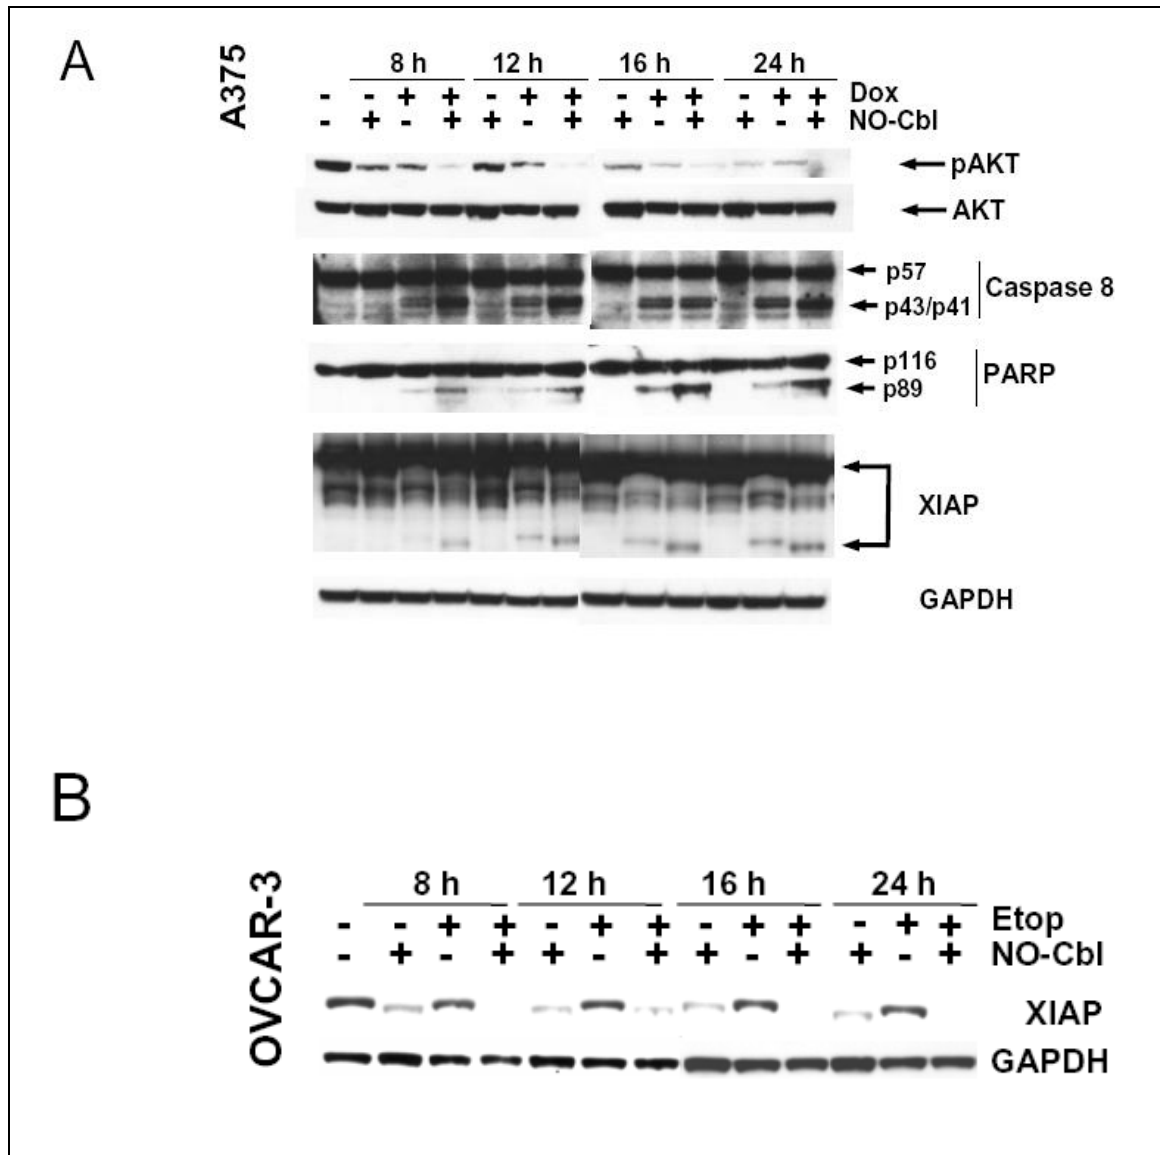 A
A375
8 h 12 h 16 h 24 h
- - + + - + + - + + - + + Dox
- + - + + - + + - + + - + NO-Cbl
pAKT
AKT
p57
p43/p41
Caspase 8
p116
p89
PARP
XIAP
GAPDH
B
OVCAR-3
8 h 12 h 16 h 24 h
- - + + - + + - + + - + + Etop
- + - + + - + + - + + - + NO-Cbl
XIAP
GAPDH